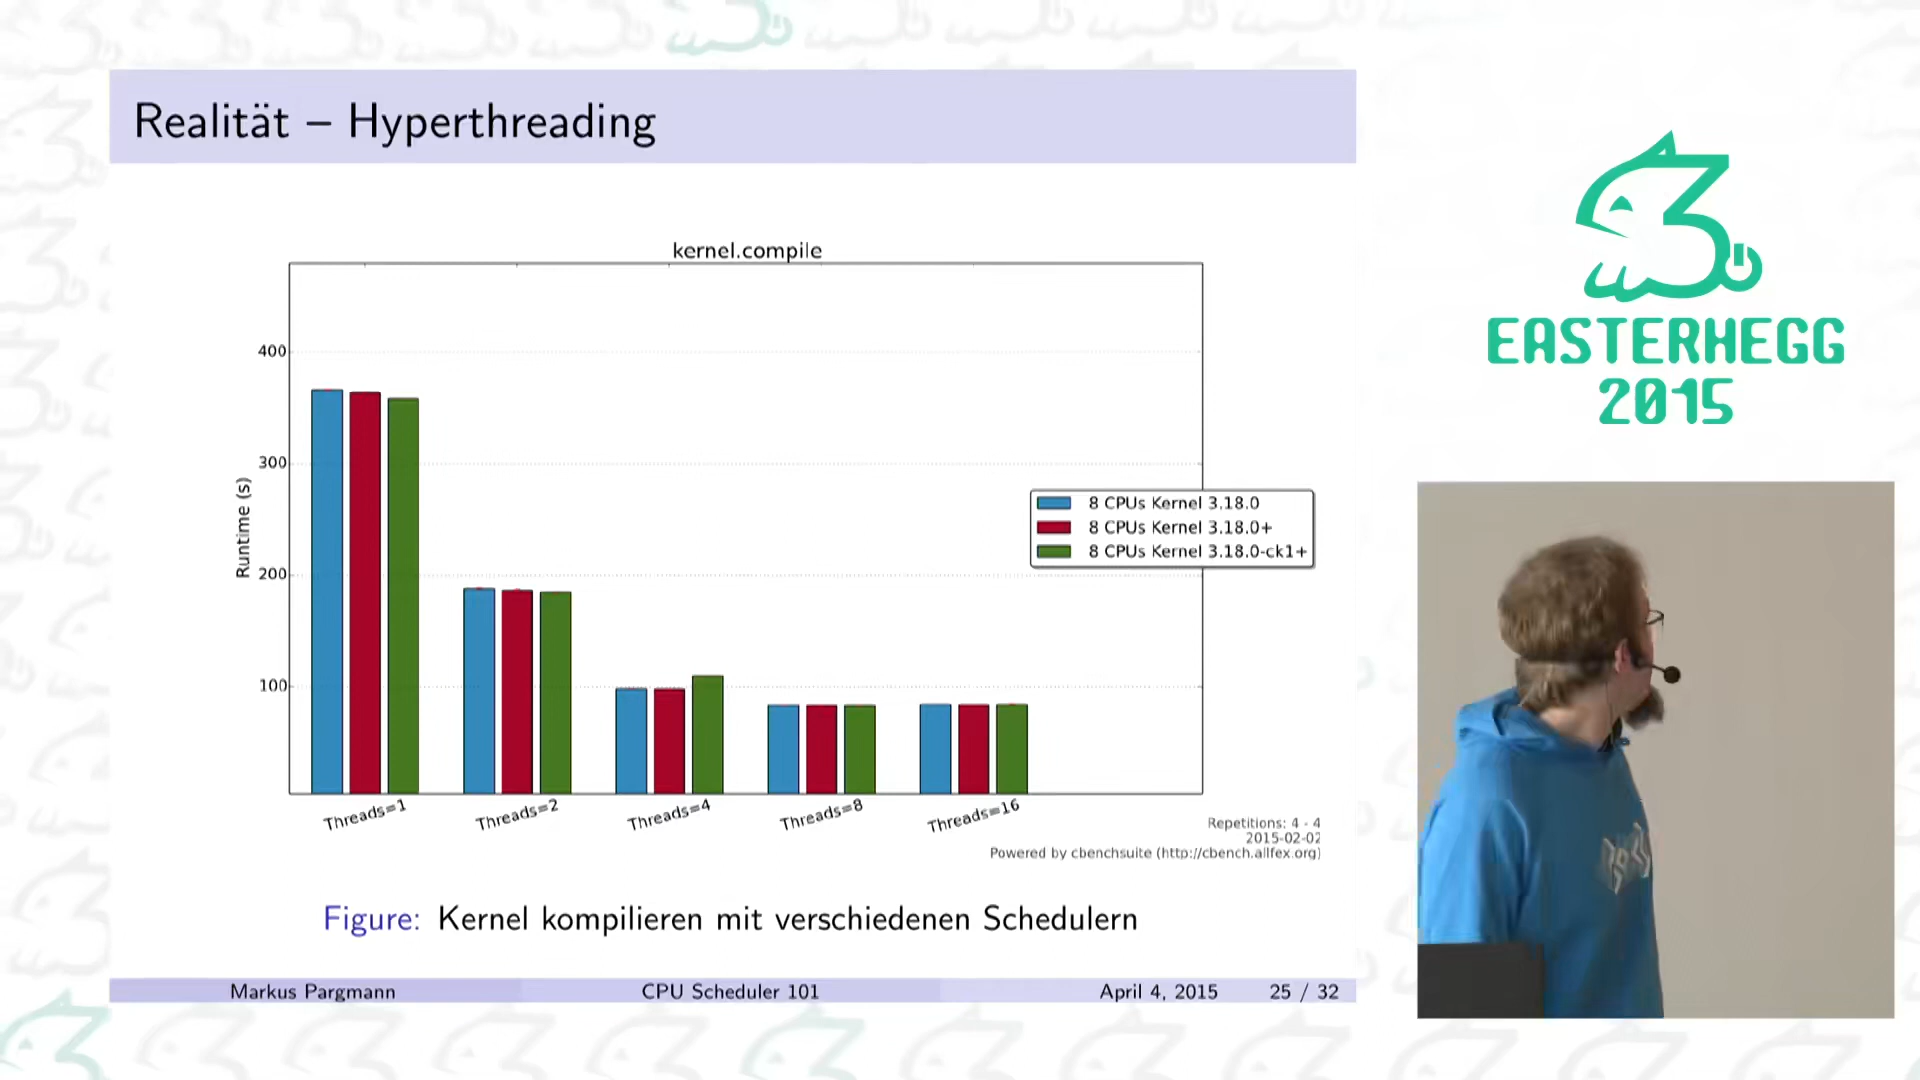 Realität – Hyperthreading
kernel.compile
400
300
200
100
Runtime (s)
8 CPUs Kernel 3.18.0
8 CPUs Kernel 3.18.0+
8 CPUs Kernel 3.18.0-ck1+
Threads=1
Threads=2
Threads=4
Threads=8
Threads=16
Repetitions: 4 - 4
2015-02-02
Powered by cbenchsuite (http://cbench.allfex.org)
Figure: Kernel kompilieren mit verschiedenen Schedulern
Markus Pargmann
CPU Scheduler 101
April 4, 2015
25 / 32
EASTERHEGG
2015